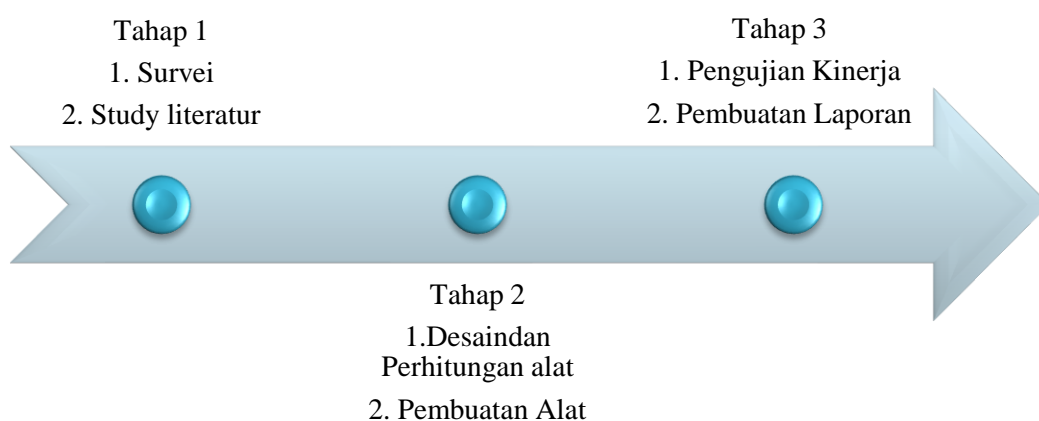 Tahap 1
1. Survei
2. Study literatur
Tahap 2
1.Desaindan
Perhitungan alat
2. Pembuatan Alat
Tahap 3
1. Pengujian Kinerja
2. Pembuatan Laporan